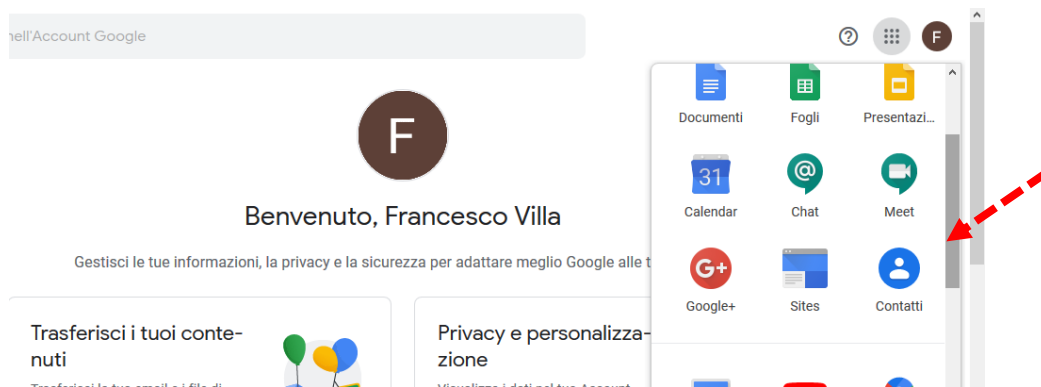 nell'Account Google
F
Documenti Fogli Presentazi...
F
31
Calendar Chat Meet
Benvenuto, Francesco Villa
Gestisci le tue informazioni, la privacy e la sicurezza per adattare meglio Google alle t
G+
Google+ Sites Contatti
Trasferisci i tuoi conte-
nuti
Privacy e personalizza-
zione